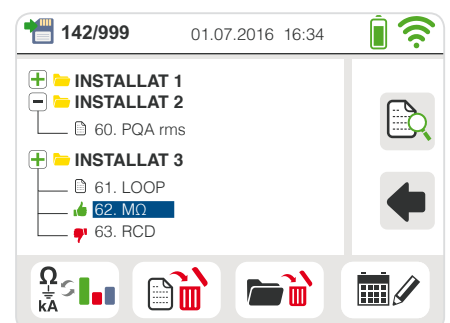 142/999 01.07.2016 16:34
INSTALLAT 1
INSTALLAT 2
60. PQA rms
INSTALLAT 3
61. LOOP
62. MΩ
63. RCD
Ω
kA